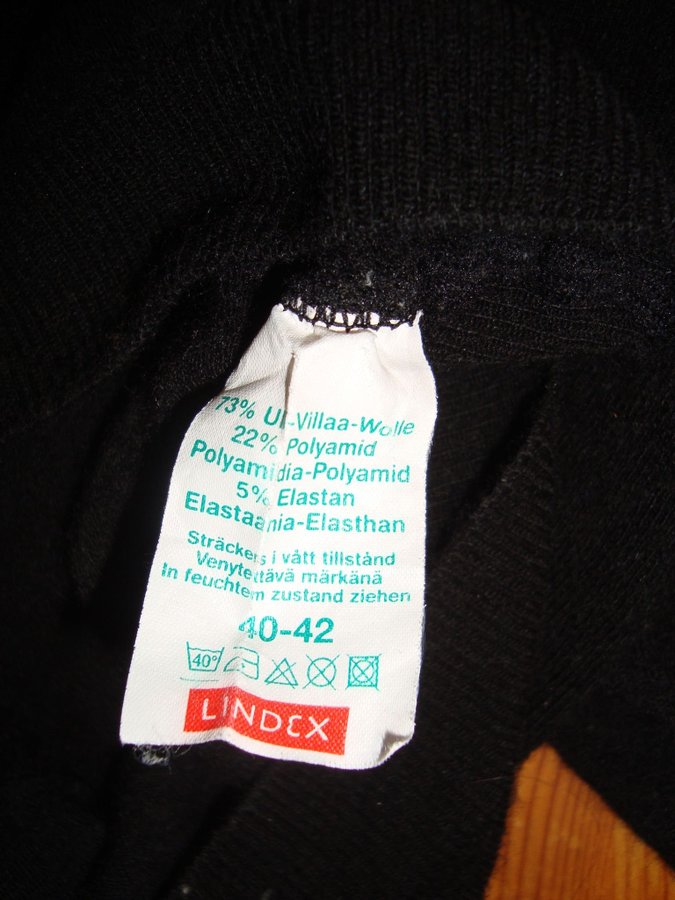 73% Ull-Villaa-Wolle
22% Polyamid
Polyamidia-Polyamid
5% Elastan
Elastaania-Elasthan
Sträckes i vått tillstånd
Venytettävä märkänä
In feuchtem zustand ziehen
40-42
40°
LINDEX